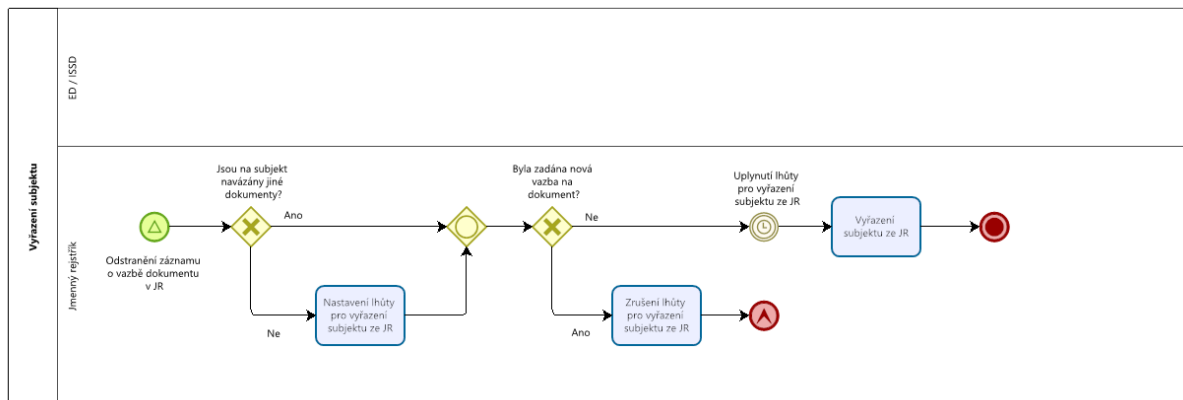 Vyřazení subjektu
ED / ISSD
Jmenný rejstřík
Jsou na subjekt
navázány jiné
dokumenty?
Ano
Odstranění záznamu
o vazbě dokumentu
v JR
Ne
Nastavení lhůty
pro vyřazení
subjektu ze JR
Byla zadána nová
vazba na
dokument?
Ne
Ano
Zrušení lhůty
pro vyřazení
subjektu ze JR
Uplynutí lhůty
pro vyřazení
subjektu ze JR
Vyřazení
subjektu ze JR